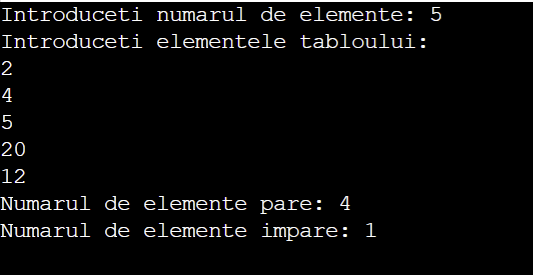 Introduceti numarul de elemente: 5
Introduceti elementele tabloului:
2
4
5
20
12
Numarul de elemente pare: 4
Numarul de elemente impare: 1